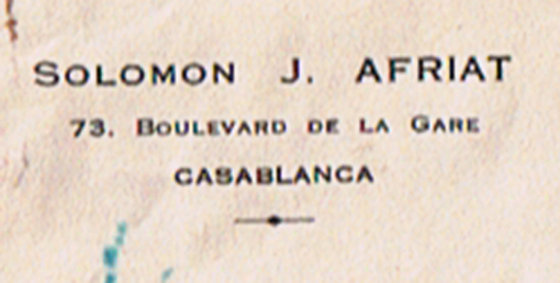 SOLOMON J. AFRIAT
73. BOULEVARD DE LA GARE
CASABLANCA